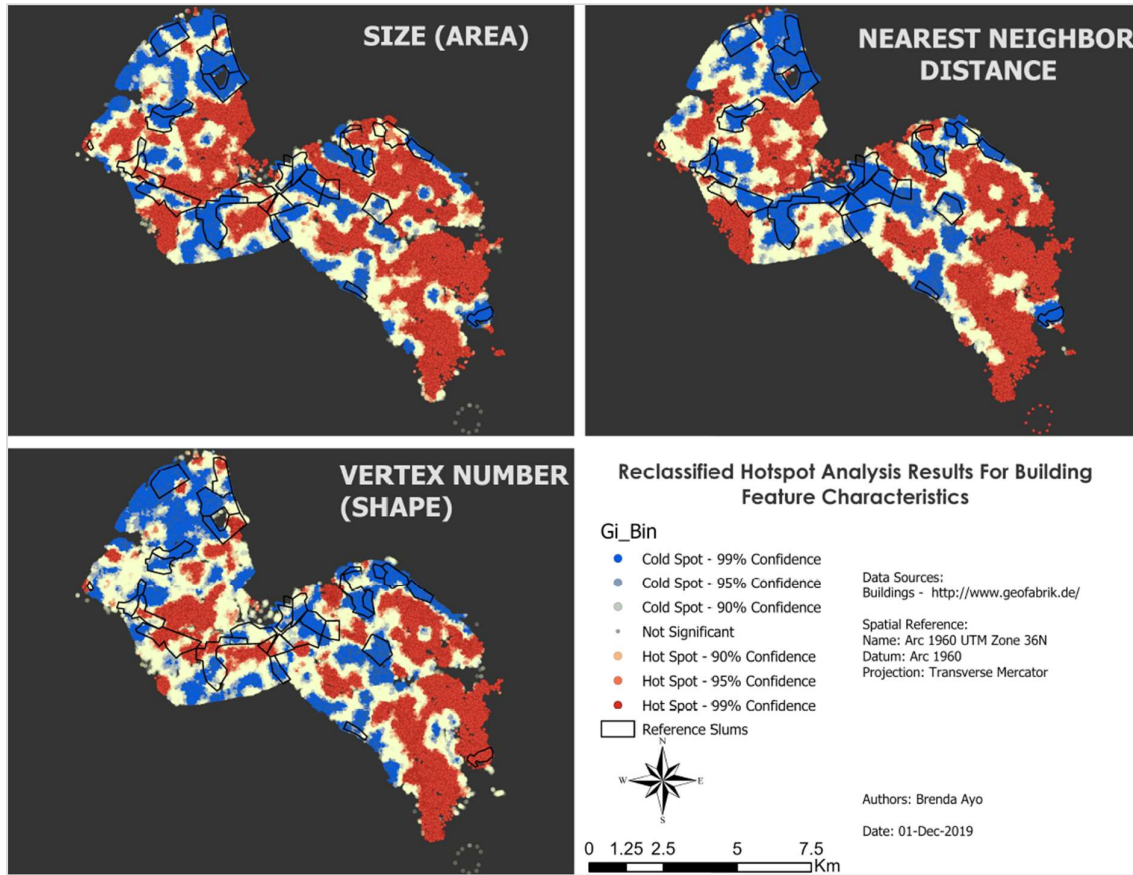 SIZE (AREA)
NEAREST NEIGHBOR
DISTANCE
VERTEX NUMBER
(SHAPE)
Reclassified Hotspot Analysis Results For Building
Feature Characteristics
Gi_Bin
Cold Spot - 99% Confidence
Cold Spot - 95% Confidence
Cold Spot - 90% Confidence
Not Significant
Hot Spot - 90% Confidence
Hot Spot - 95% Confidence
Hot Spot - 99% Confidence
Reference Slums
Data Sources:
Buildings - http://www.geofabrik.de/
Spatial Reference:
Name: Arc 1960 UTM Zone 36N
Datum: Arc 1960
Projection: Transverse Mercator
N
W E
S
Authors: Brenda Ayo
Date: 01-Dec-2019
0 1.25 2.5 5 7.5
Km